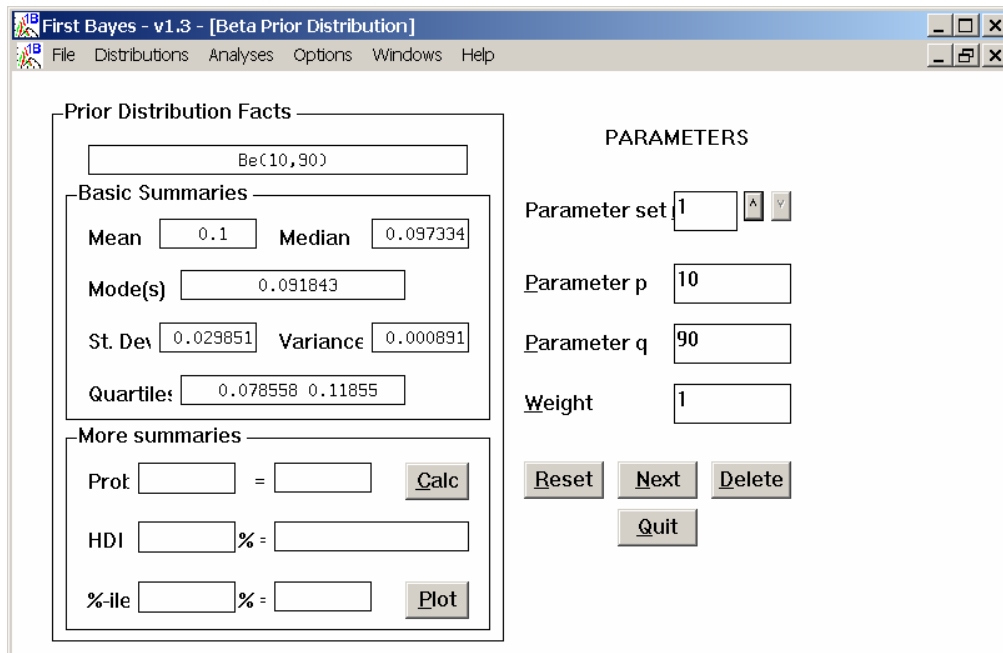 First Bayes - v1.3 - [Beta Prior Distribution]
File Distributions Analyses Options Windows Help
Prior Distribution Facts
Be(10,90)
Basic Summaries
Mean 0.1 Median 0.097334
Mode(s) 0.091843
St. Dev 0.029851 Variance 0.000891
Quartiles 0.078558 0.11855
More summaries
Prob = Calc
HDI % =
%-ile % = Plot
PARAMETERS
Parameter set 1
Parameter p 10
Parameter q 90
Weight 1
Reset Next Delete
Quit